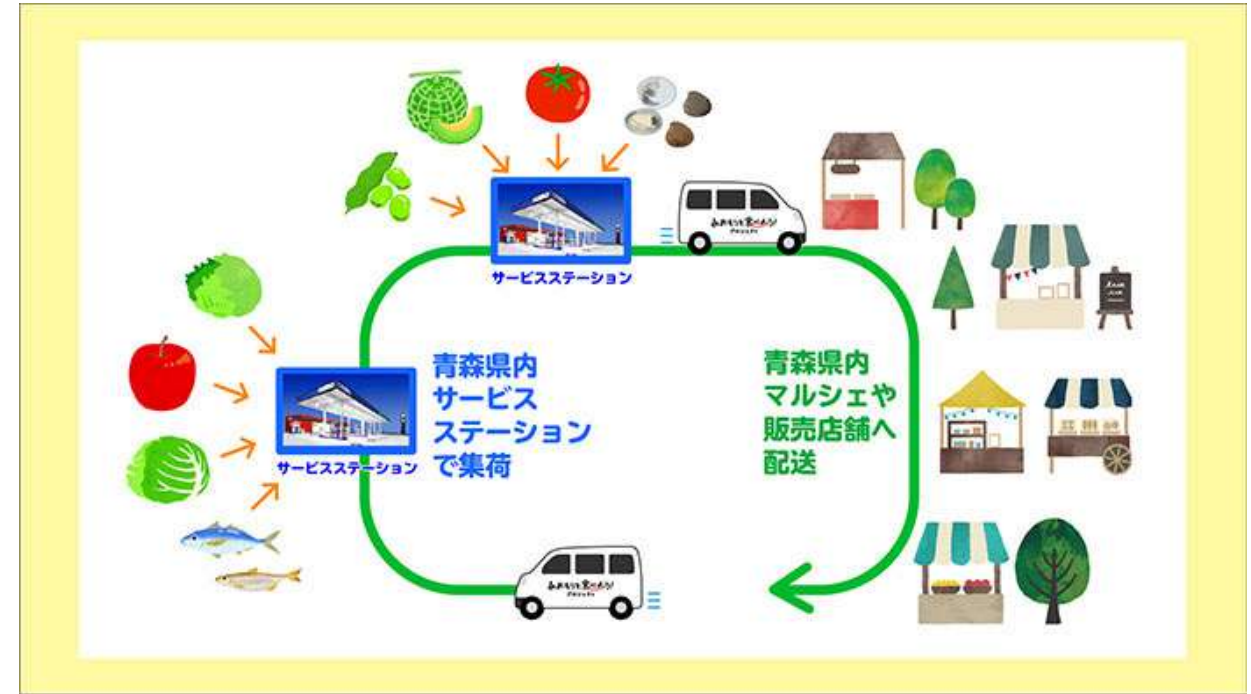 サービスステーション
青森県内
サービス
ステーション
で集荷
サービスステーション
青森県内
マルシェや
販売店舗へ
配送